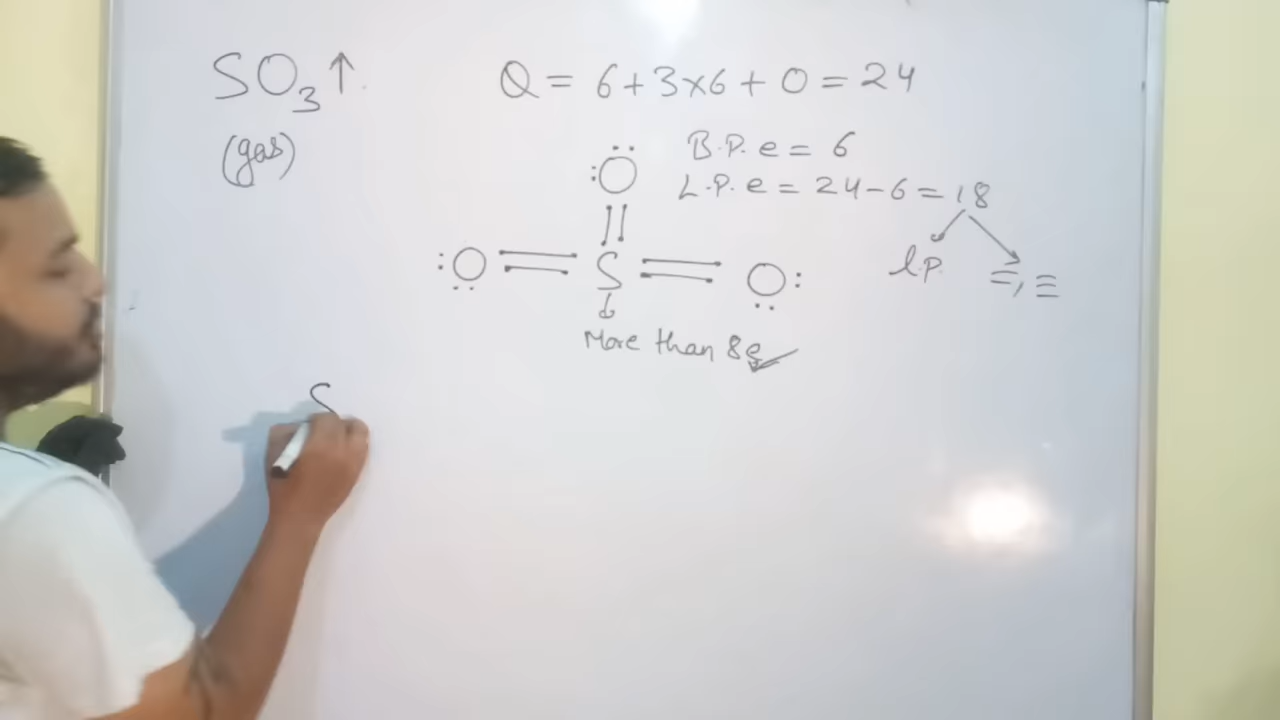 SO₃↑
(gas)
Q = 6+3×6+0=24
B.P. e = 6
L.P. e = 24-6=18
l.p. =, ≡
:Ö
||
:O = S = O:
More than 8e ✓
S